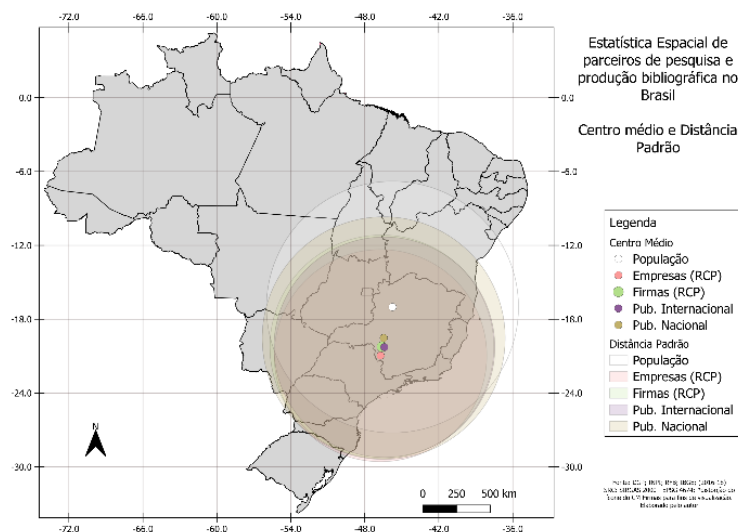 -72.0 -66.0 -60.0 -54.0 -48.0 -42.0 -36.0
Estatística Espacial de
parceiros de pesquisa e
produção bibliográfica no
Brasil
Centro médio e Distância
Padrão
0.0 0.0
-6.0 -6.0
-12.0 -12.0
-18.0 -18.0
-24.0 -24.0
-30.0 -30.0
Legenda
Centro Médio
População
Empresas (RCP)
Firmas (RCP)
Pub. Internacional
Pub. Nacional
Distância Padrão
População
Empresas (RCP)
Firmas (RCP)
Pub. Internacional
Pub. Nacional
N
0 250 500 km
-72.0 -66.0 -60.0 -54.0 -48.0 -42.0 -36.0
Elaborado pelo autor